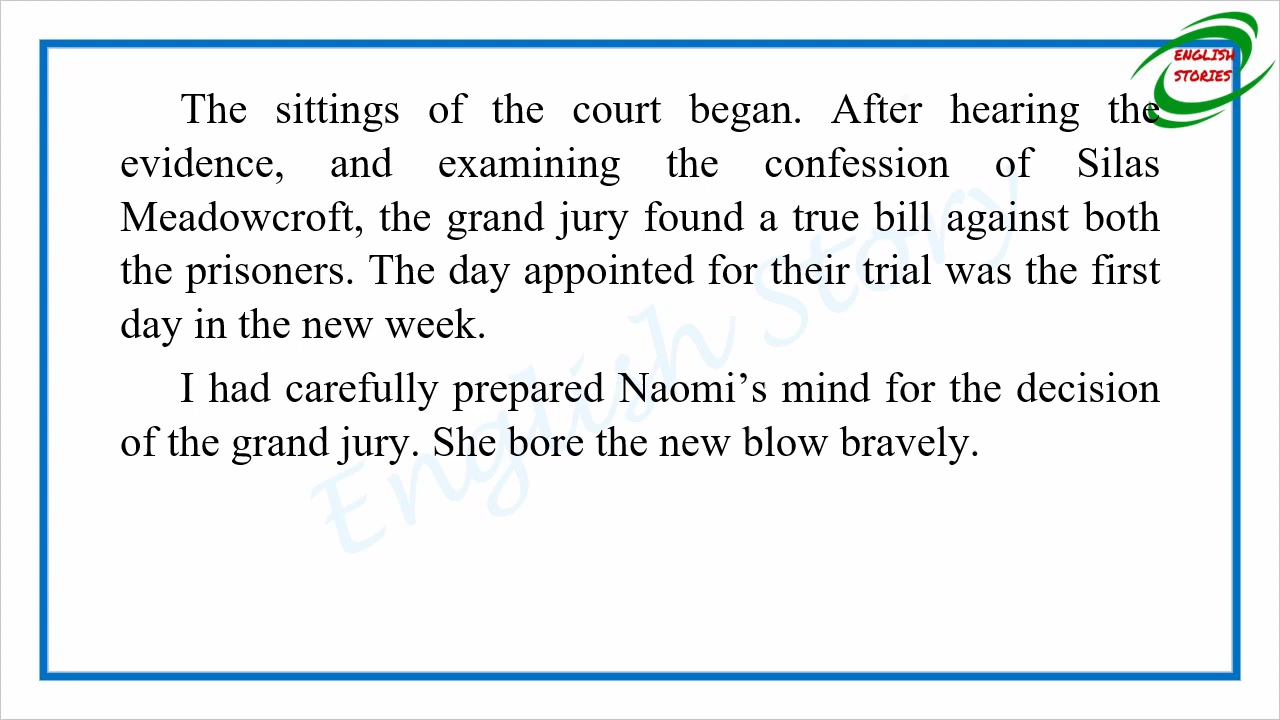 ENGLISH
STORIES
The sittings of the court began. After hearing the
evidence, and examining the confession of Silas
Meadowcroft, the grand jury found a true bill against both
the prisoners. The day appointed for their trial was the first
day in the new week.
I had carefully prepared Naomi’s mind for the decision
of the grand jury. She bore the new blow bravely.
English Story